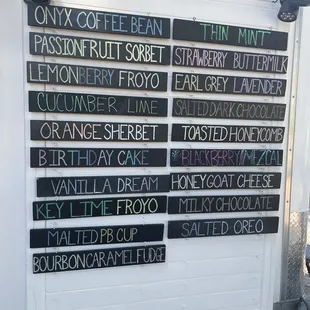 ONYX COFFEE BEAN
PASSIONFRUIT SORBET
LEMONBERRY FROYO
CUCUMBER LIME
ORANGE SHERBET
BIRTHDAY CAKE
VANILLA DREAM
KEY LIME FROYO
MALTED PB CUP
BOURBON CARAMEL FUDGE
THIN MINT
STRAWBERRY BUTTERMILK
EARL GREY LAVENDER
SALTED DARK CHOCOLATE
TOASTED HONEYCOMB
BLACKBERRY MEZCAL
HONEY GOAT CHEESE
MILKY CHOCOLATE
SALTED OREO